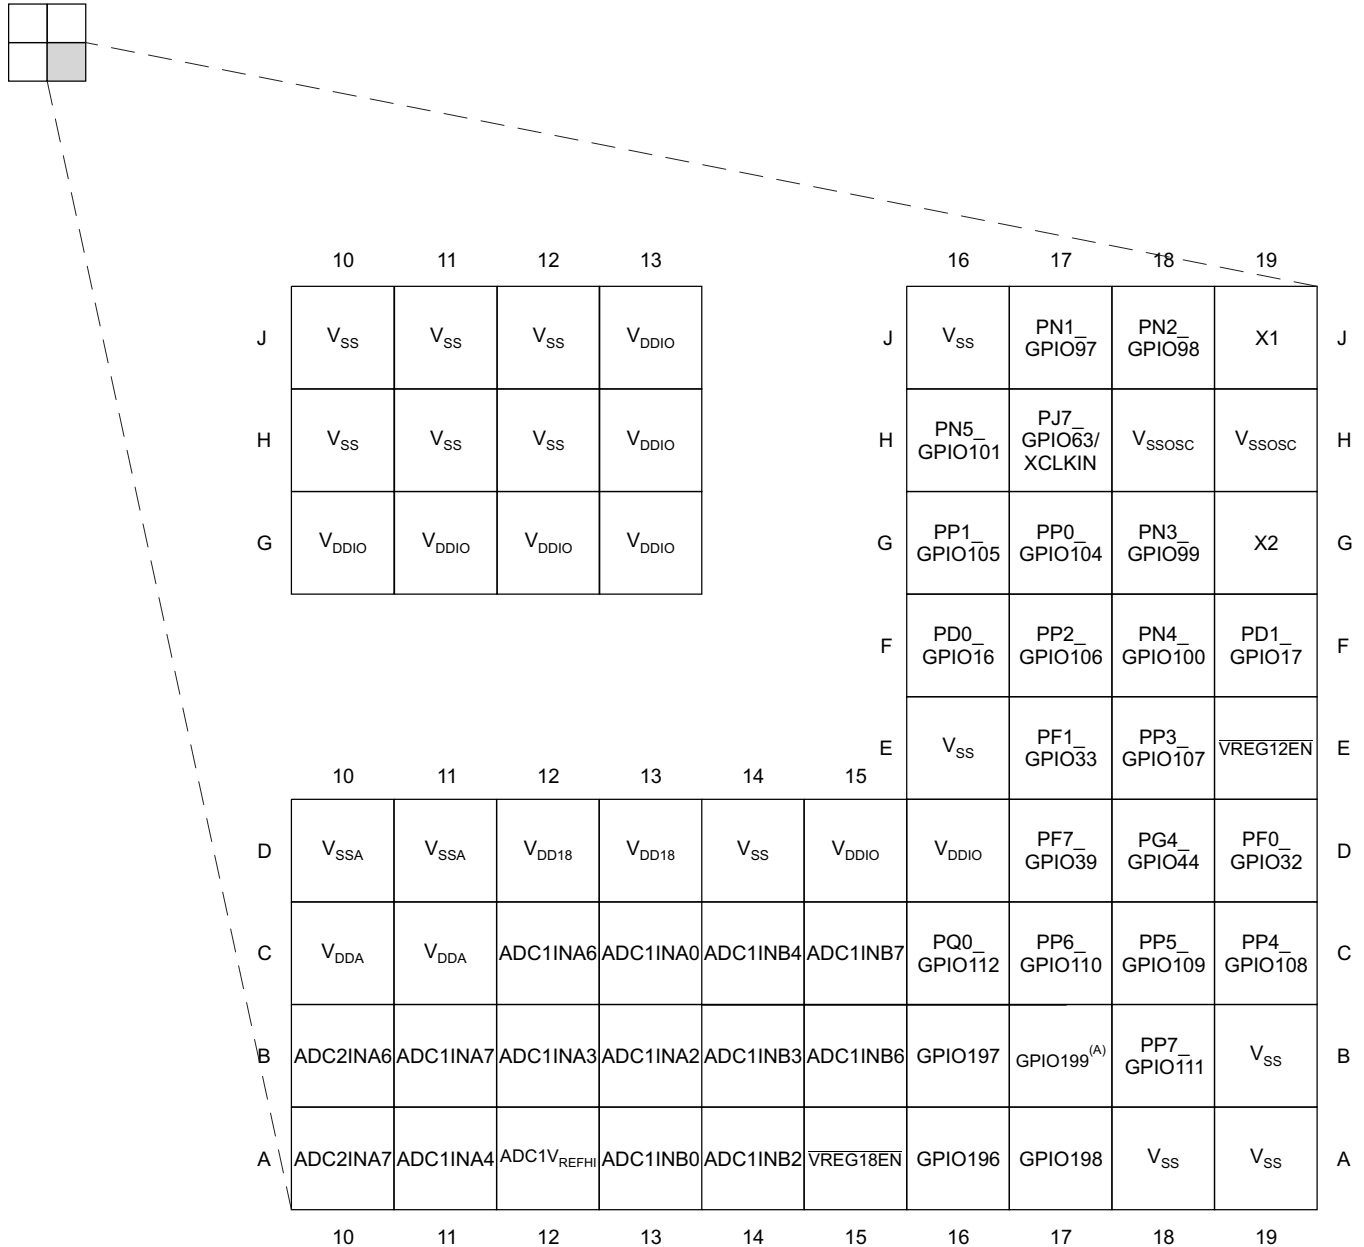 10 11 12 13 16 17 18 19
J V_SS V_SS V_SS V_DDIO J V_SS PN1_ GPIO97 PN2_ GPIO98 X1 J
H V_SS V_SS V_SS V_DDIO H PN5_ GPIO101 PJ7_ GPIO63/ XCLKIN V_SSOSC V_SSOSC H
G V_DDIO V_DDIO V_DDIO V_DDIO G PP1_ GPIO105 PP0_ GPIO104 PN3_ GPIO99 X2 G
F PD0_ GPIO16 PP2_ GPIO106 PN4_ GPIO100 PD1_ GPIO17 F
E V_SS PF1_ GPIO33 PP3_ GPIO107 VREG12EN E
10 11 12 13 14 15
D V_SSA V_SSA V_DD18 V_DD18 V_SS V_DDIO V_DDIO PF7_ GPIO39 PG4_ GPIO44 PF0_ GPIO32 D
C V_DDA V_DDA ADC1INA6 ADC1INA0 ADC1INB4 ADC1INB7 PQ0_ GPIO112 PP6_ GPIO110 PP5_ GPIO109 PP4_ GPIO108 C
B ADC2INA6 ADC1INA7 ADC1INA3 ADC1INA2 ADC1INB3 ADC1INB6 GPIO197 GPIO199(A) PP7_ GPIO111 V_SS B
A ADC2INA7 ADC1INA4 ADC1V_REFHI ADC1INB0 ADC1INB2 VREG18EN GPIO196 GPIO198 V_SS V_SS A
10 11 12 13 14 15 16 17 18 19